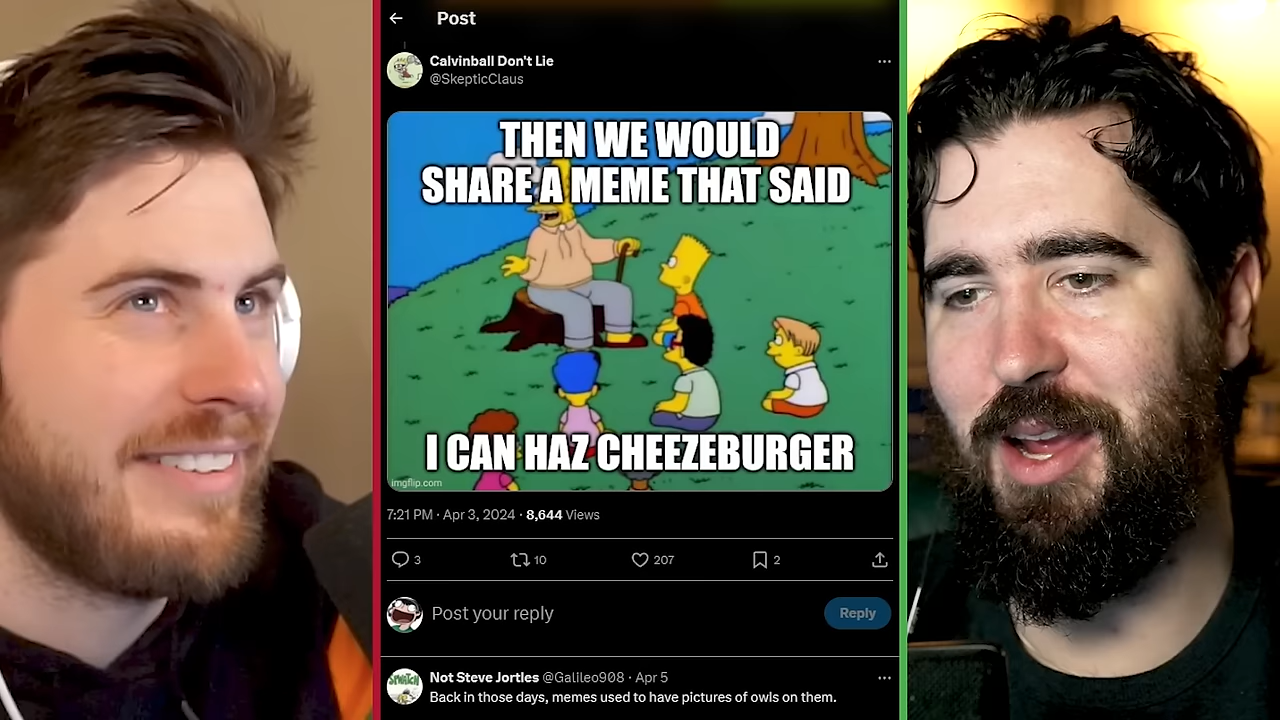 Post
Calvinball Don't Lie
@SkepticClaus
THEN WE WOULD
SHARE A MEME THAT SAID
I CAN HAZ CHEEZEBURGER
imgflip.com
7:21 PM · Apr 3, 2024 · 8,644 Views
3 10 207 2
Post your reply
Reply
Not Steve Jortles @Galileo908 · Apr 5
Back in those days, memes used to have pictures of owls on them.